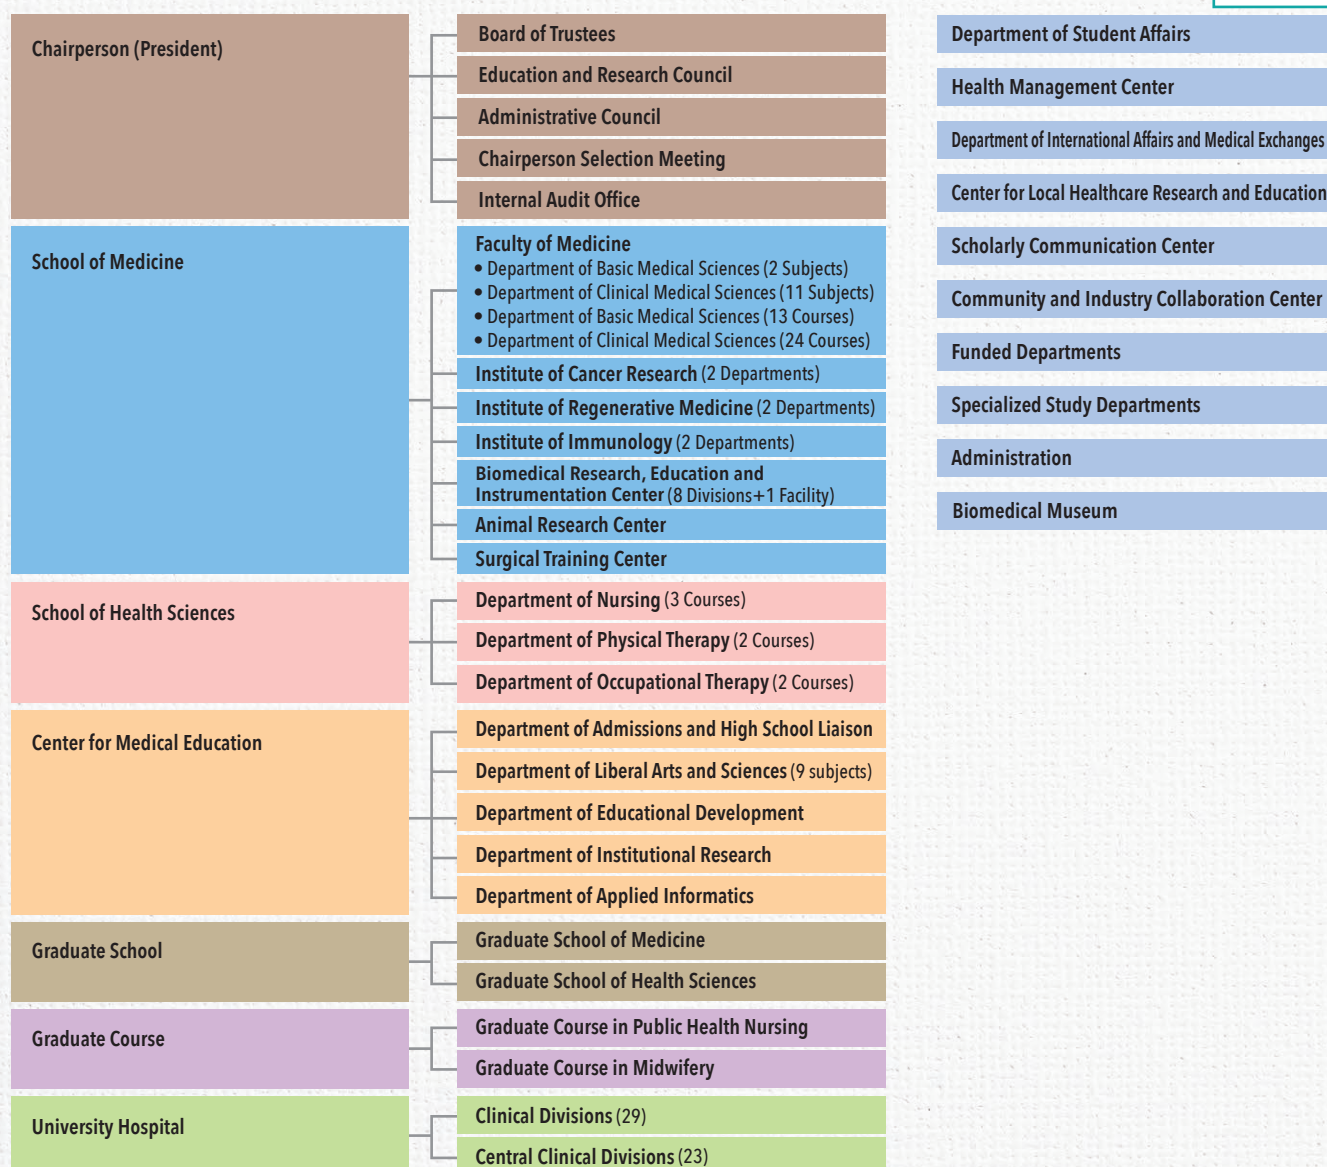 Chairperson (President)
Board of Trustees
Education and Research Council
Administrative Council
Chairperson Selection Meeting
Internal Audit Office
School of Medicine
Faculty of Medicine
• Department of Basic Medical Sciences (2 Subjects)
• Department of Clinical Medical Sciences (11 Subjects)
• Department of Basic Medical Sciences (13 Courses)
• Department of Clinical Medical Sciences (24 Courses)
Institute of Cancer Research (2 Departments)
Institute of Regenerative Medicine (2 Departments)
Institute of Immunology (2 Departments)
Biomedical Research, Education and
Instrumentation Center (8 Divisions+1 Facility)
Animal Research Center
Surgical Training Center
School of Health Sciences
Department of Nursing (3 Courses)
Department of Physical Therapy (2 Courses)
Department of Occupational Therapy (2 Courses)
Center for Medical Education
Department of Admissions and High School Liaison
Department of Liberal Arts and Sciences (9 subjects)
Department of Educational Development
Department of Institutional Research
Department of Applied Informatics
Graduate School
Graduate School of Medicine
Graduate School of Health Sciences
Graduate Course
Graduate Course in Public Health Nursing
Graduate Course in Midwifery
University Hospital
Clinical Divisions (29)
Central Clinical Divisions (23)
Department of Student Affairs
Health Management Center
Department of International Affairs and Medical Exchanges
Center for Local Healthcare Research and Education
Scholarly Communication Center
Community and Industry Collaboration Center
Funded Departments
Specialized Study Departments
Administration
Biomedical Museum